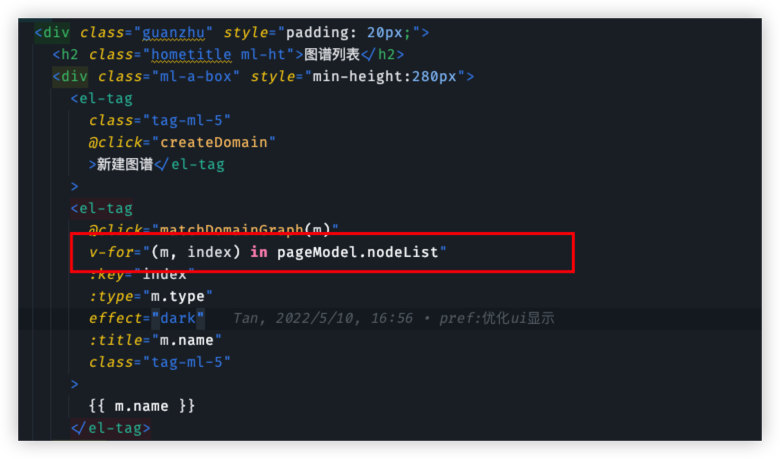 <div class="guanzhu" style="padding: 20px;">
<h2 class="hometitle ml-ht">图谱列表</h2>
<div class="ml-a-box" style="min-height:280px">
<el-tag
class="tag-ml-5"
@click="createDomain"
>新建图谱</el-tag
>
<el-tag
@click="matchDomainGraph(m)"
v-for="(m, index) in pageModel.nodeList"
:key="index"
:type="m.type"
effect="dark" Tan, 2022/5/10, 16:56 • pref:优化ui显示
:title="m.name"
class="tag-ml-5"
>
{{ m.name }}
</el-tag>